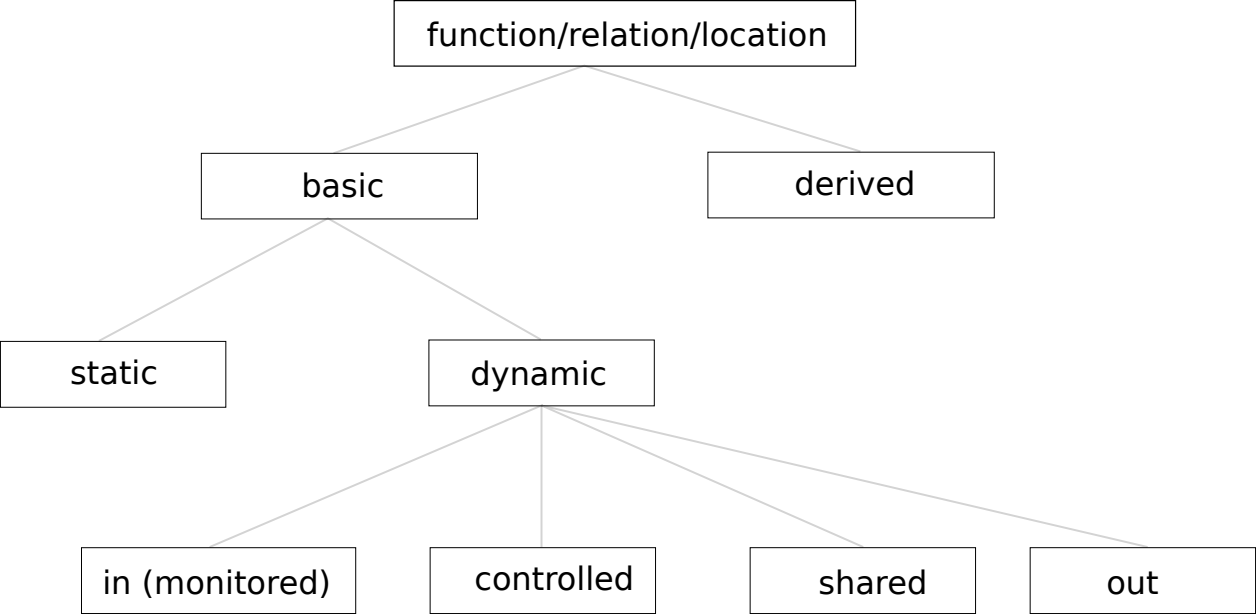 function/relation/location
basic
derived
static
dynamic
in (monitored)
controlled
shared
out